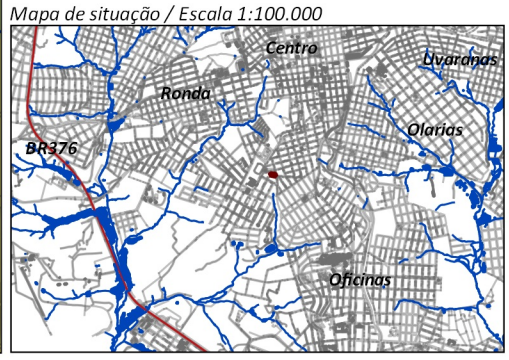 Mapa de situação / Escala 1:100.000
Centro
Uvaranas
Ronda
Olarias
BR376
Oficinas